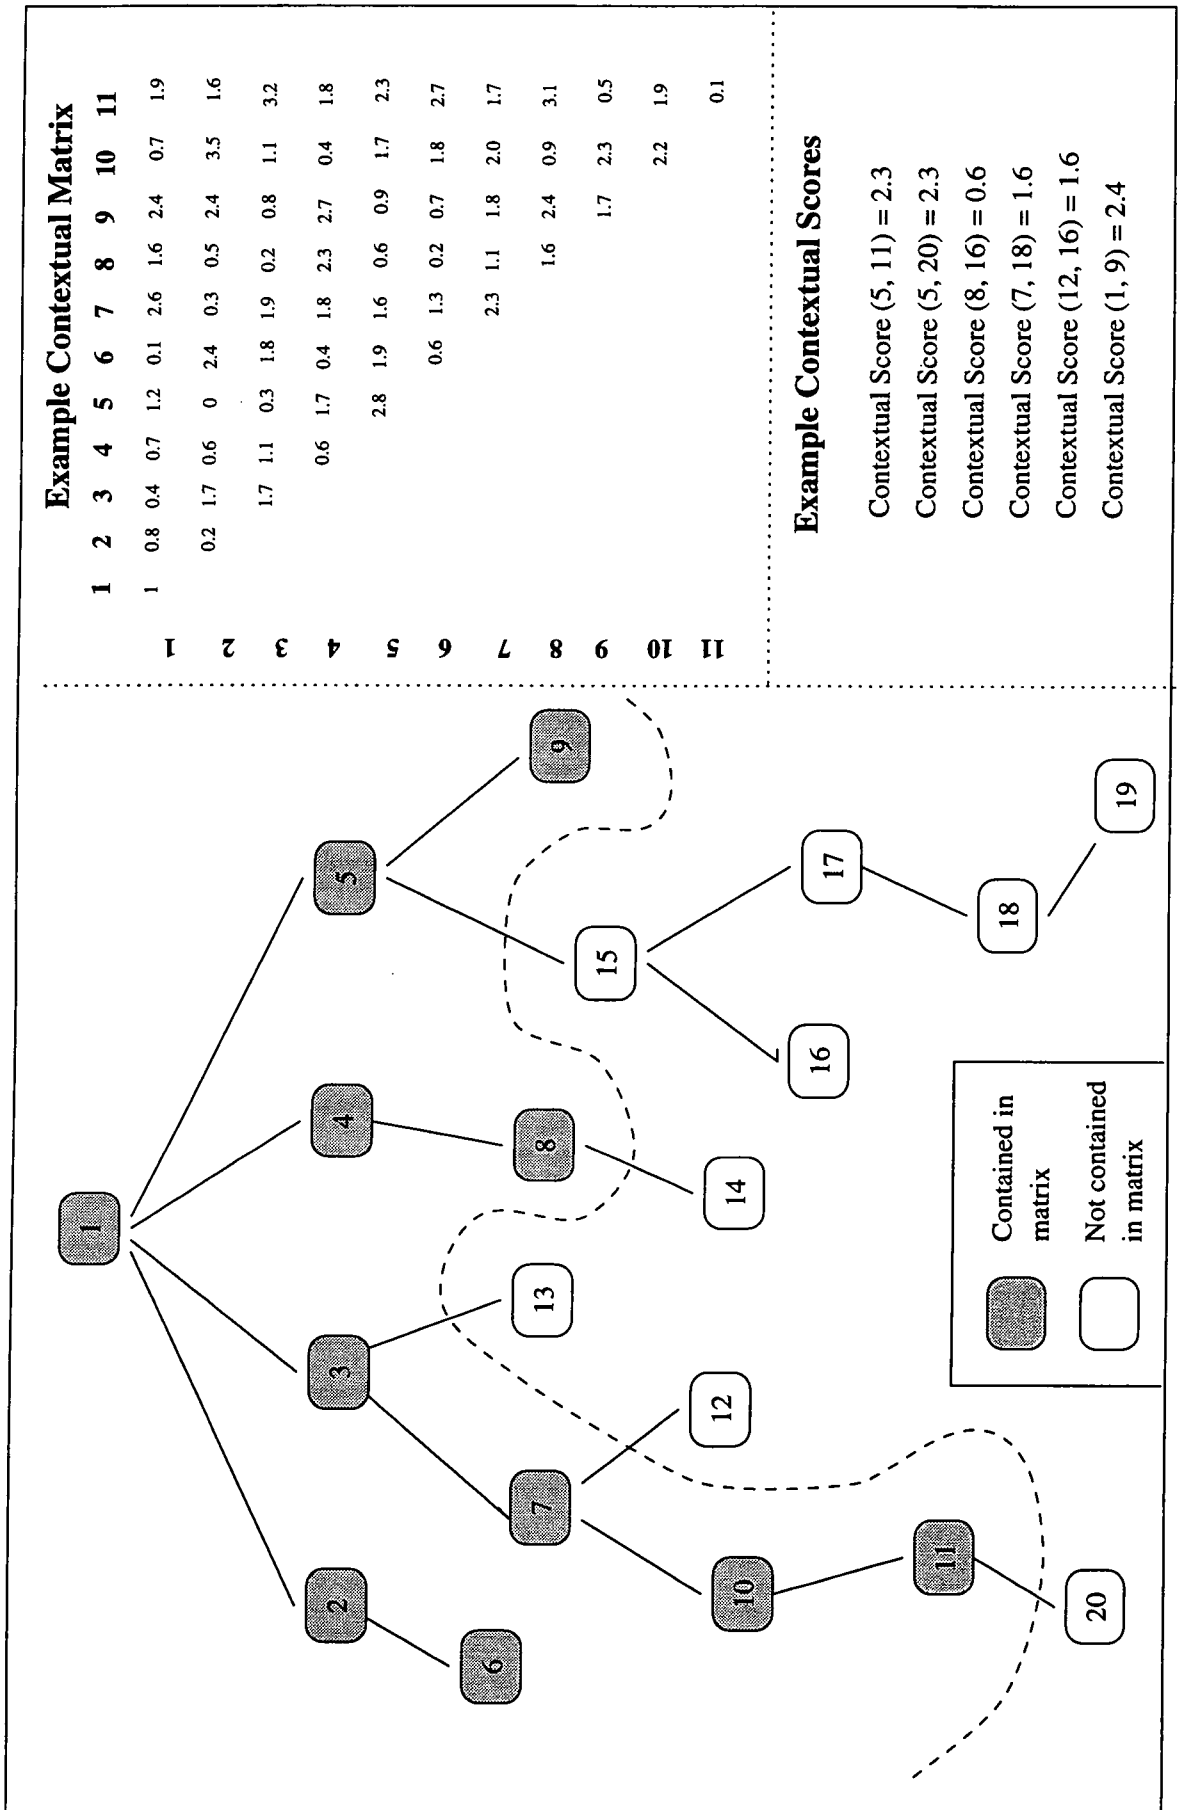 1
2 3 4 5
6 7 13 8 9
15
10 12 14
16 17
11 18
20 19
Contained in
matrix
Not contained
in matrix
Example Contextual Matrix
1 2 3 4 5 6 7 8 9 10 11
1 1 0.8 0.4 0.7 1.2 0.1 2.6 1.6 2.4 0.7 1.9
2 0.2 1.7 0.6 0 2.4 0.3 0.5 2.4 3.5 1.6
3 1.7 1.1 0.3 1.8 1.9 0.2 0.8 1.1 3.2
4 0.6 1.7 0.4 1.8 2.3 2.7 0.4 1.8
5 2.8 1.9 1.6 0.6 0.9 1.7 2.3
6 0.6 1.3 0.2 0.7 1.8 2.7
7 2.3 1.1 1.8 2.0 1.7
8 1.6 2.4 0.9 3.1
9 1.7 2.3 0.5
10 2.2 1.9
11 0.1
Example Contextual Scores
Contextual Score (5, 11) = 2.3
Contextual Score (5, 20) = 2.3
Contextual Score (8, 16) = 0.6
Contextual Score (7, 18) = 1.6
Contextual Score (12, 16) = 1.6
Contextual Score (1, 9) = 2.4